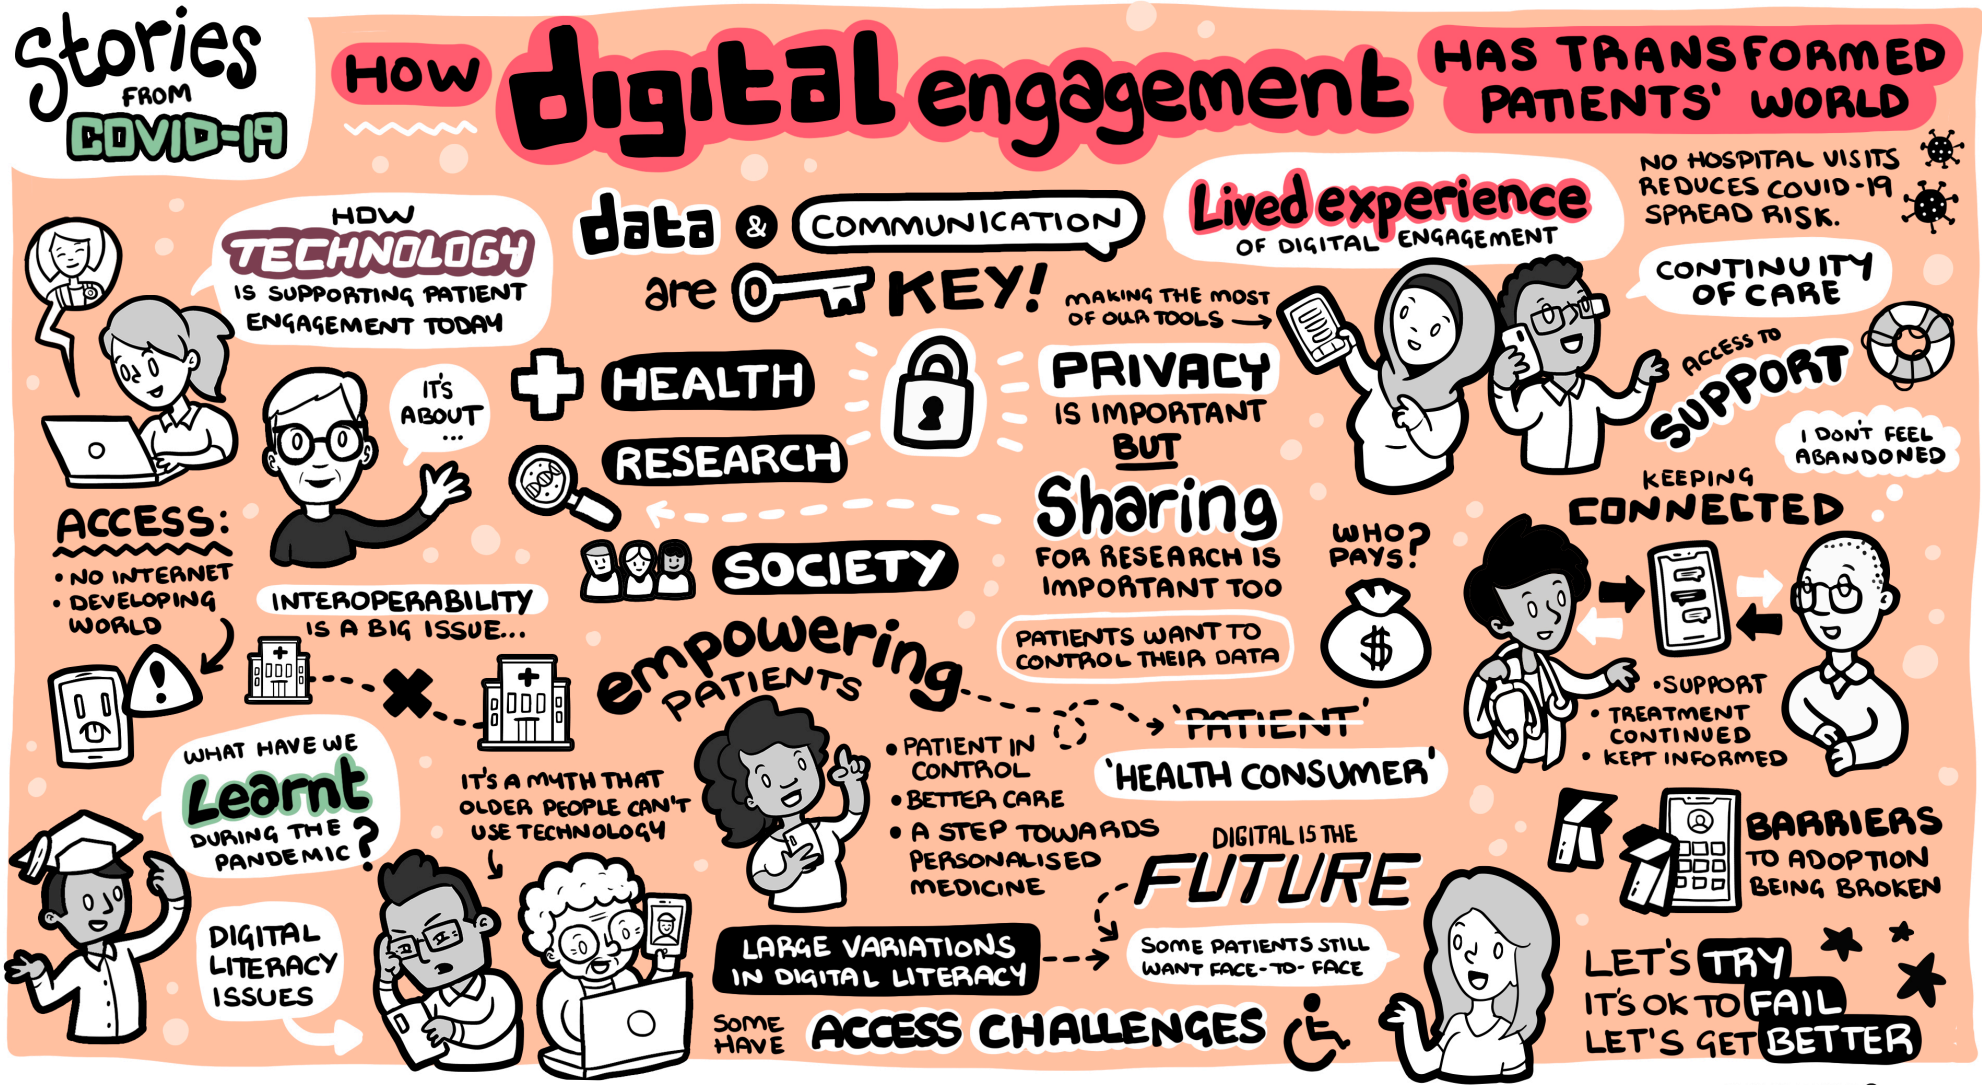 Stories
FROM
COVID-19
HOW
digital engagement
HAS TRANSFORMED
PATIENTS' WORLD
HOW
TECHNOLOGY
IS SUPPORTING PATIENT
ENGAGEMENT TODAY
data & COMMUNICATION
are KEY!
Lived experience
OF DIGITAL ENGAGEMENT
NO HOSPITAL VISITS
REDUCES COVID-19
SPREAD RISK.
MAKING THE MOST
OF OUR TOOLS
CONTINUITY
OF CARE
ACCESS TO
SUPPORT
I DON'T FEEL
ABANDONED
IT'S
ABOUT
...
HEALTH
RESEARCH
SOCIETY
PRIVACY
IS IMPORTANT
BUT
Sharing
FOR RESEARCH IS
IMPORTANT TOO
PATIENTS WANT TO
CONTROL THEIR DATA
WHO
PAYS?
$
KEEPING
CONNECTED
• SUPPORT
• TREATMENT
CONTINUED
• KEPT INFORMED
ACCESS:
• NO INTERNET
• DEVELOPING
WORLD
!
INTEROPERABILITY
IS A BIG ISSUE...
empowering
PATIENTS
• PATIENT IN
CONTROL
• BETTER CARE
• A STEP TOWARDS
PERSONALISED
MEDICINE
'PATIENT'
'HEALTH CONSUMER'
WHAT HAVE WE
Learnt
DURING THE
PANDEMIC?
IT'S A MYTH THAT
OLDER PEOPLE CAN'T
USE TECHNOLOGY
DIGITAL
LITERACY
ISSUES
DIGITAL IS THE
FUTURE
LARGE VARIATIONS
IN DIGITAL LITERACY
SOME PATIENTS STILL
WANT FACE-TO-FACE
SOME
HAVE
ACCESS CHALLENGES
BARRIERS
TO ADOPTION
BEING BROKEN
LET'S TRY
IT'S OK TO FAIL
LET'S GET BETTER